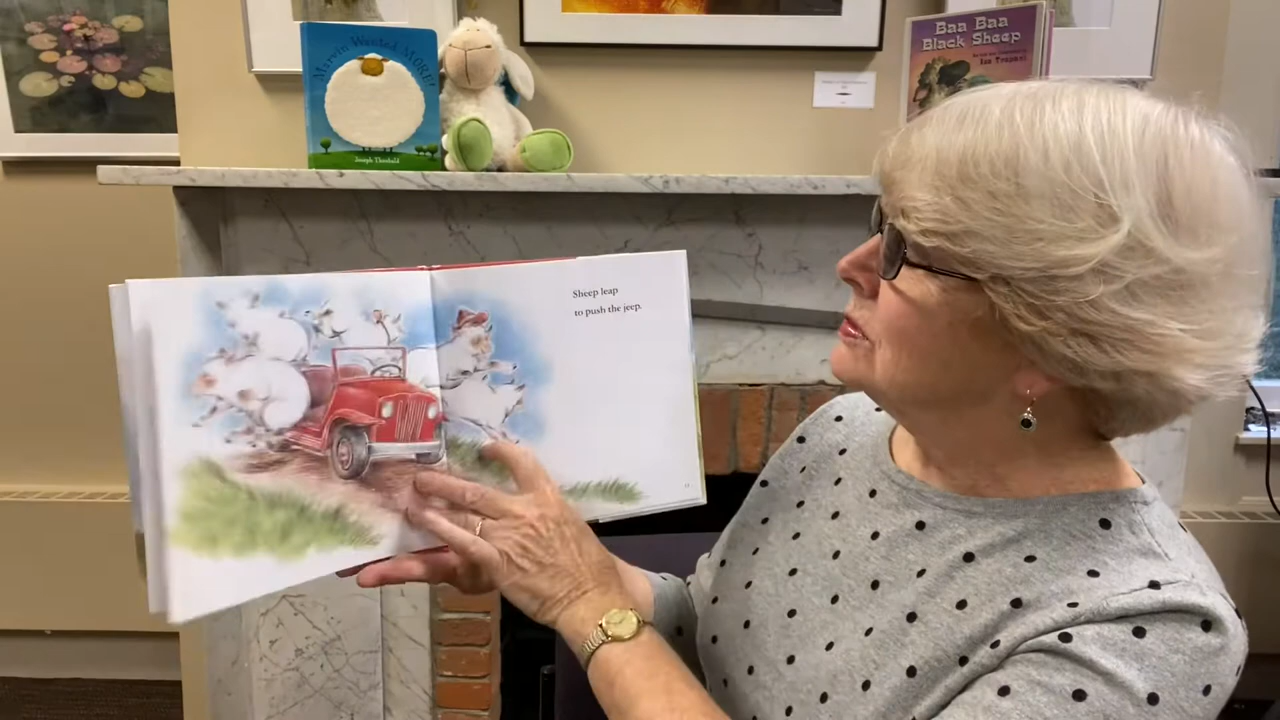 Marvin Wanted MORE!
Joseph Theobald
Baa Baa
Black Sheep
Iza Trapani
Sheep leap
to push the jeep.